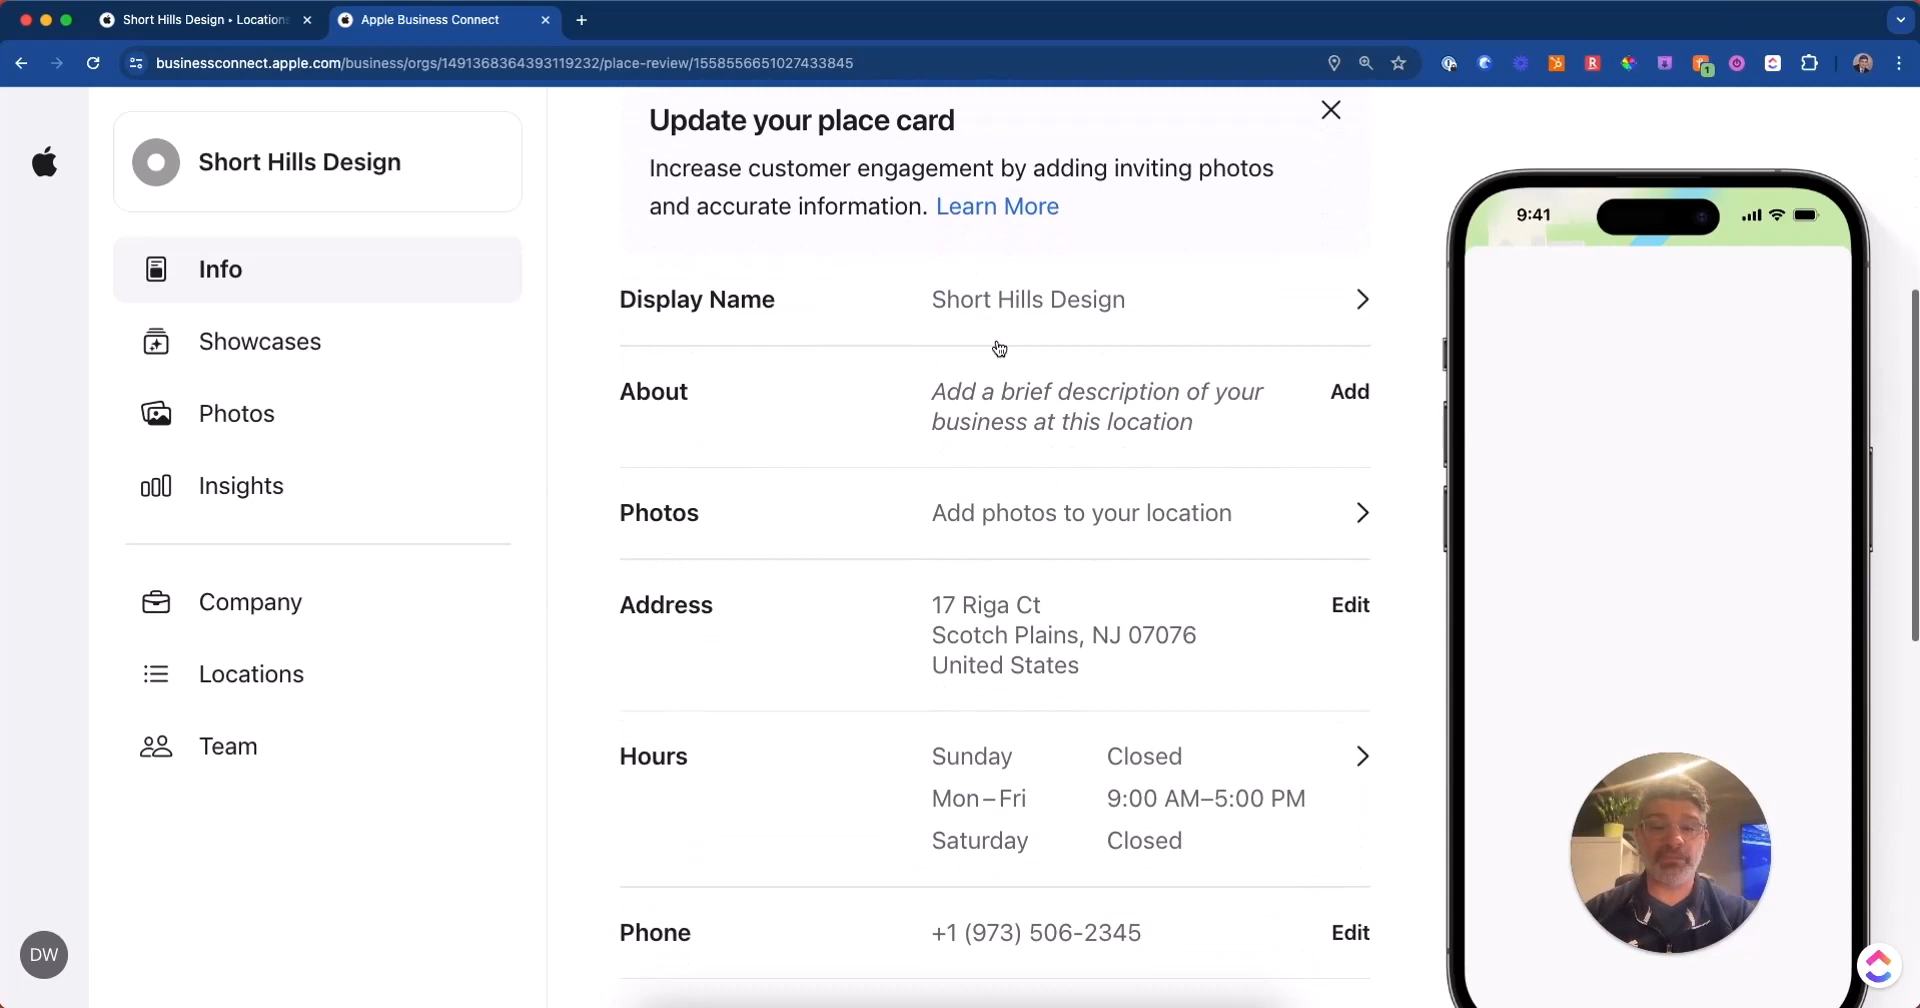 Short Hills Design • Locations
Apple Business Connect
businessconnect.apple.com/business/orgs/1491368364393119232/place-review/1558556651027433845
1
Short Hills Design
Info
Showcases
Photos
Insights
Company
Locations
Team
DW
Update your place card
Increase customer engagement by adding inviting photos
and accurate information. Learn More
Display Name Short Hills Design
About Add a brief description of your Add
business at this location
Photos Add photos to your location
Address 17 Riga Ct Edit
Scotch Plains, NJ 07076
United States
Hours Sunday Closed
Mon – Fri 9:00 AM–5:00 PM
Saturday Closed
Phone +1 (973) 506-2345 Edit
9:41